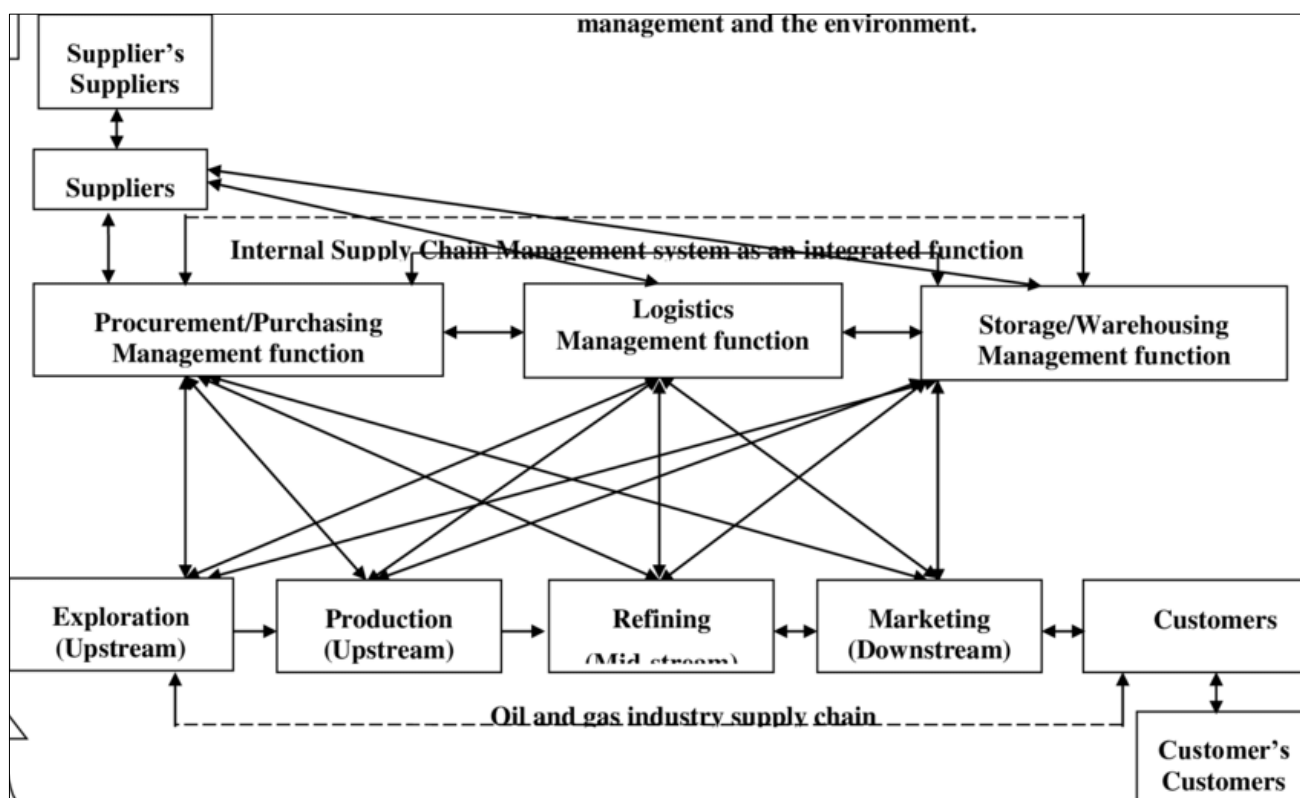 management and the environment.
Supplier's
Suppliers
Suppliers
Internal Supply Chain Management system as an integrated function
Procurement/Purchasing
Management function
Logistics
Management function
Storage/Warehousing
Management function
Exploration
(Upstream)
Production
(Upstream)
Refining
(Mid-stream)
Marketing
(Downstream)
Customers
Oil and gas industry supply chain
Customer's
Customers